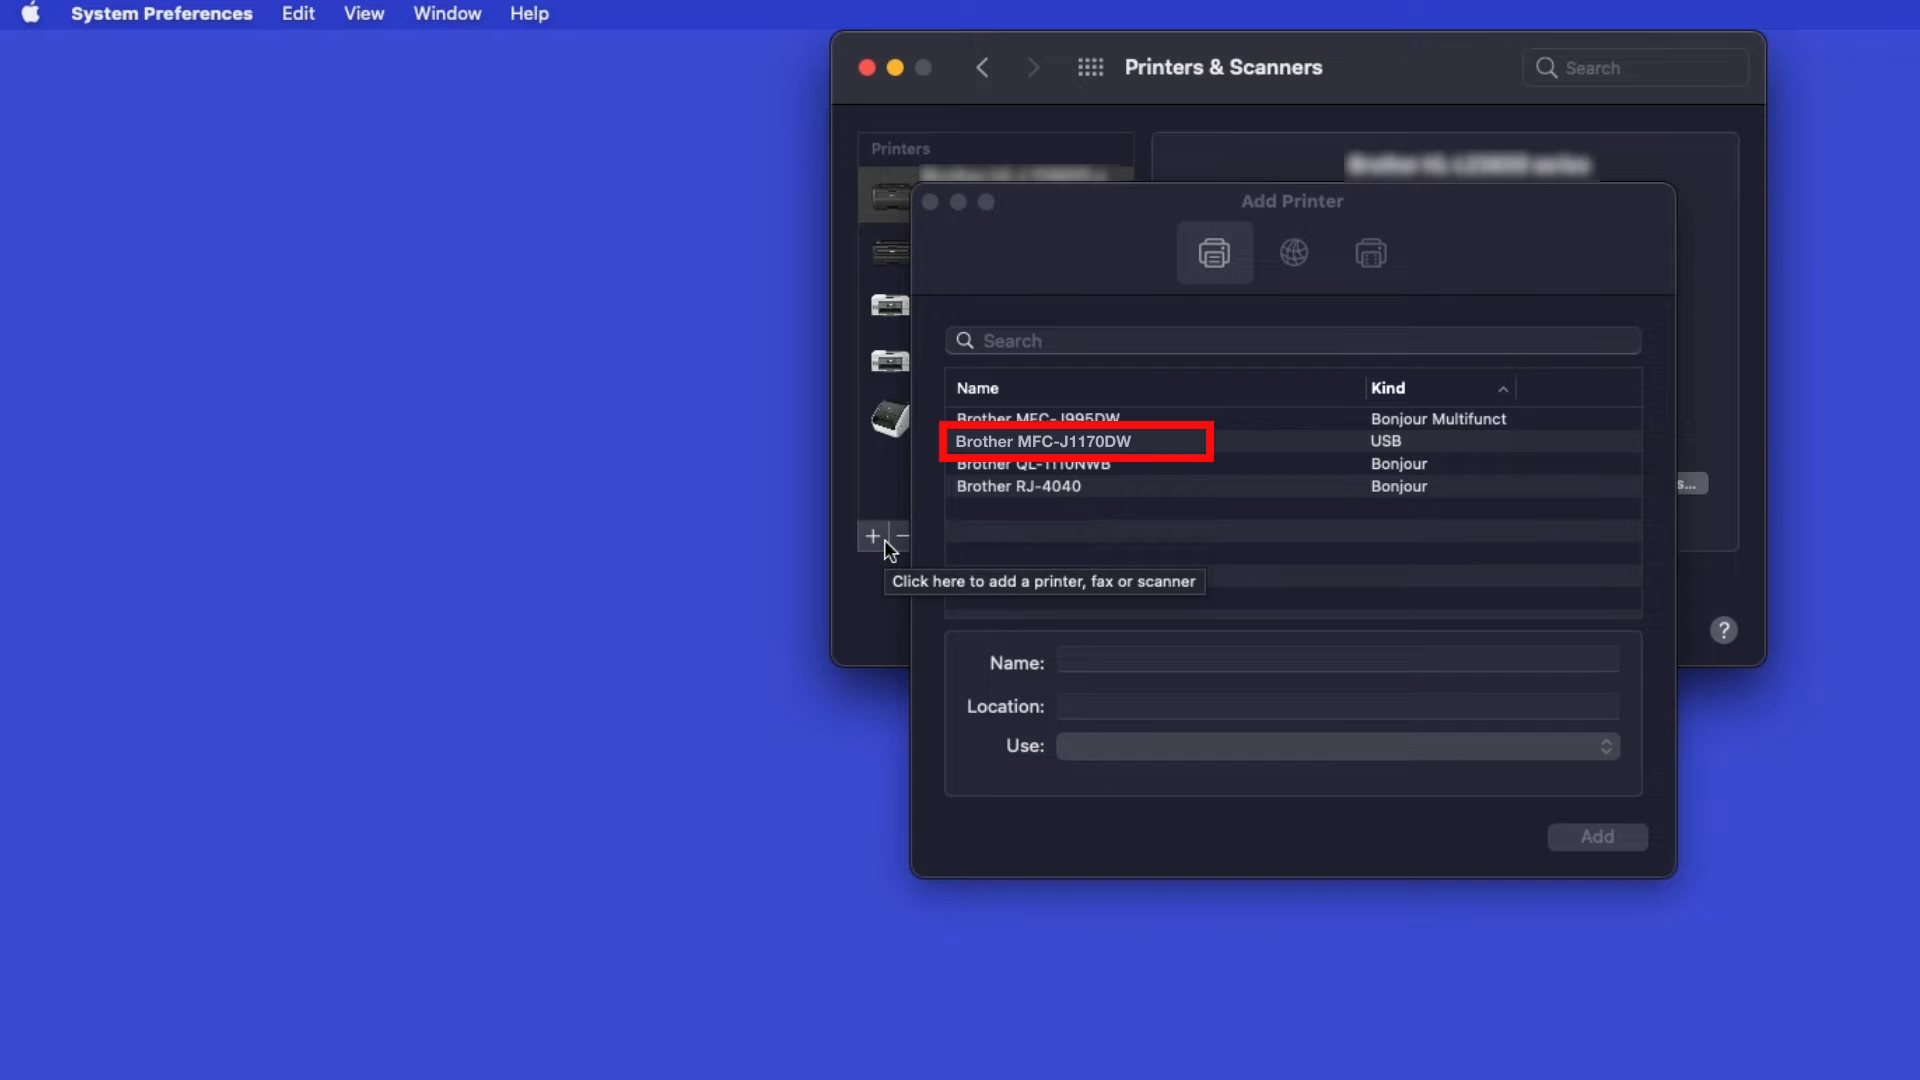 System Preferences Edit View Window Help
Printers & Scanners
Search
Printers
Add Printer
Search
Name Kind
Brother MFC-J995DW Bonjour Multifunct
Brother MFC-J1170DW USB
Brother QL-1110NWB Bonjour
Brother RJ-4040 Bonjour
s...
+ −
Click here to add a printer, fax or scanner
?
Name:
Location:
Use:
Add